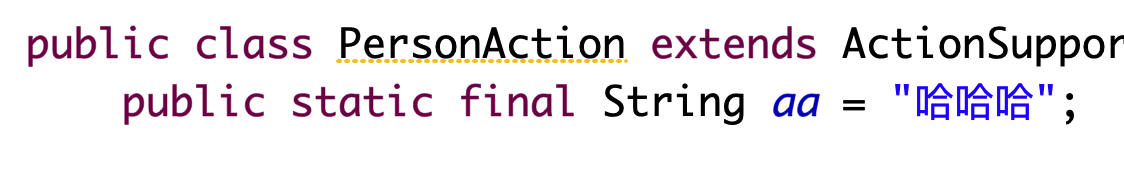 public class PersonAction extends ActionSuppor
public static final String aa = "哈哈哈";